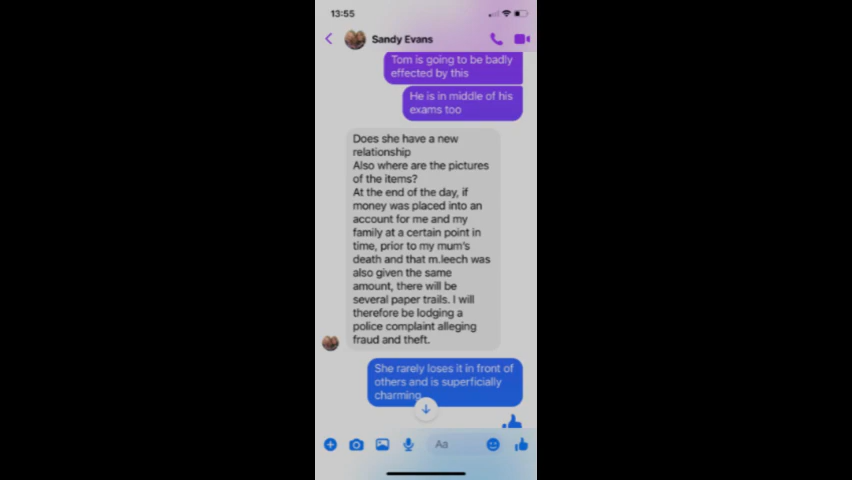 13:55
Sandy Evans
Tom is going to be badly
effected by this
He is in middle of his
exams too
Does she have a new
relationship
Also where are the pictures
of the items?
At the end of the day, if
money was placed into an
account for me and my
family at a certain point in
time, prior to my mum's
death and that m.leech was
also given the same
amount, there will be
several paper trails. I will
therefore be lodging a
police complaint alleging
fraud and theft.
She rarely loses it in front of
others and is superficially
charming
Aa